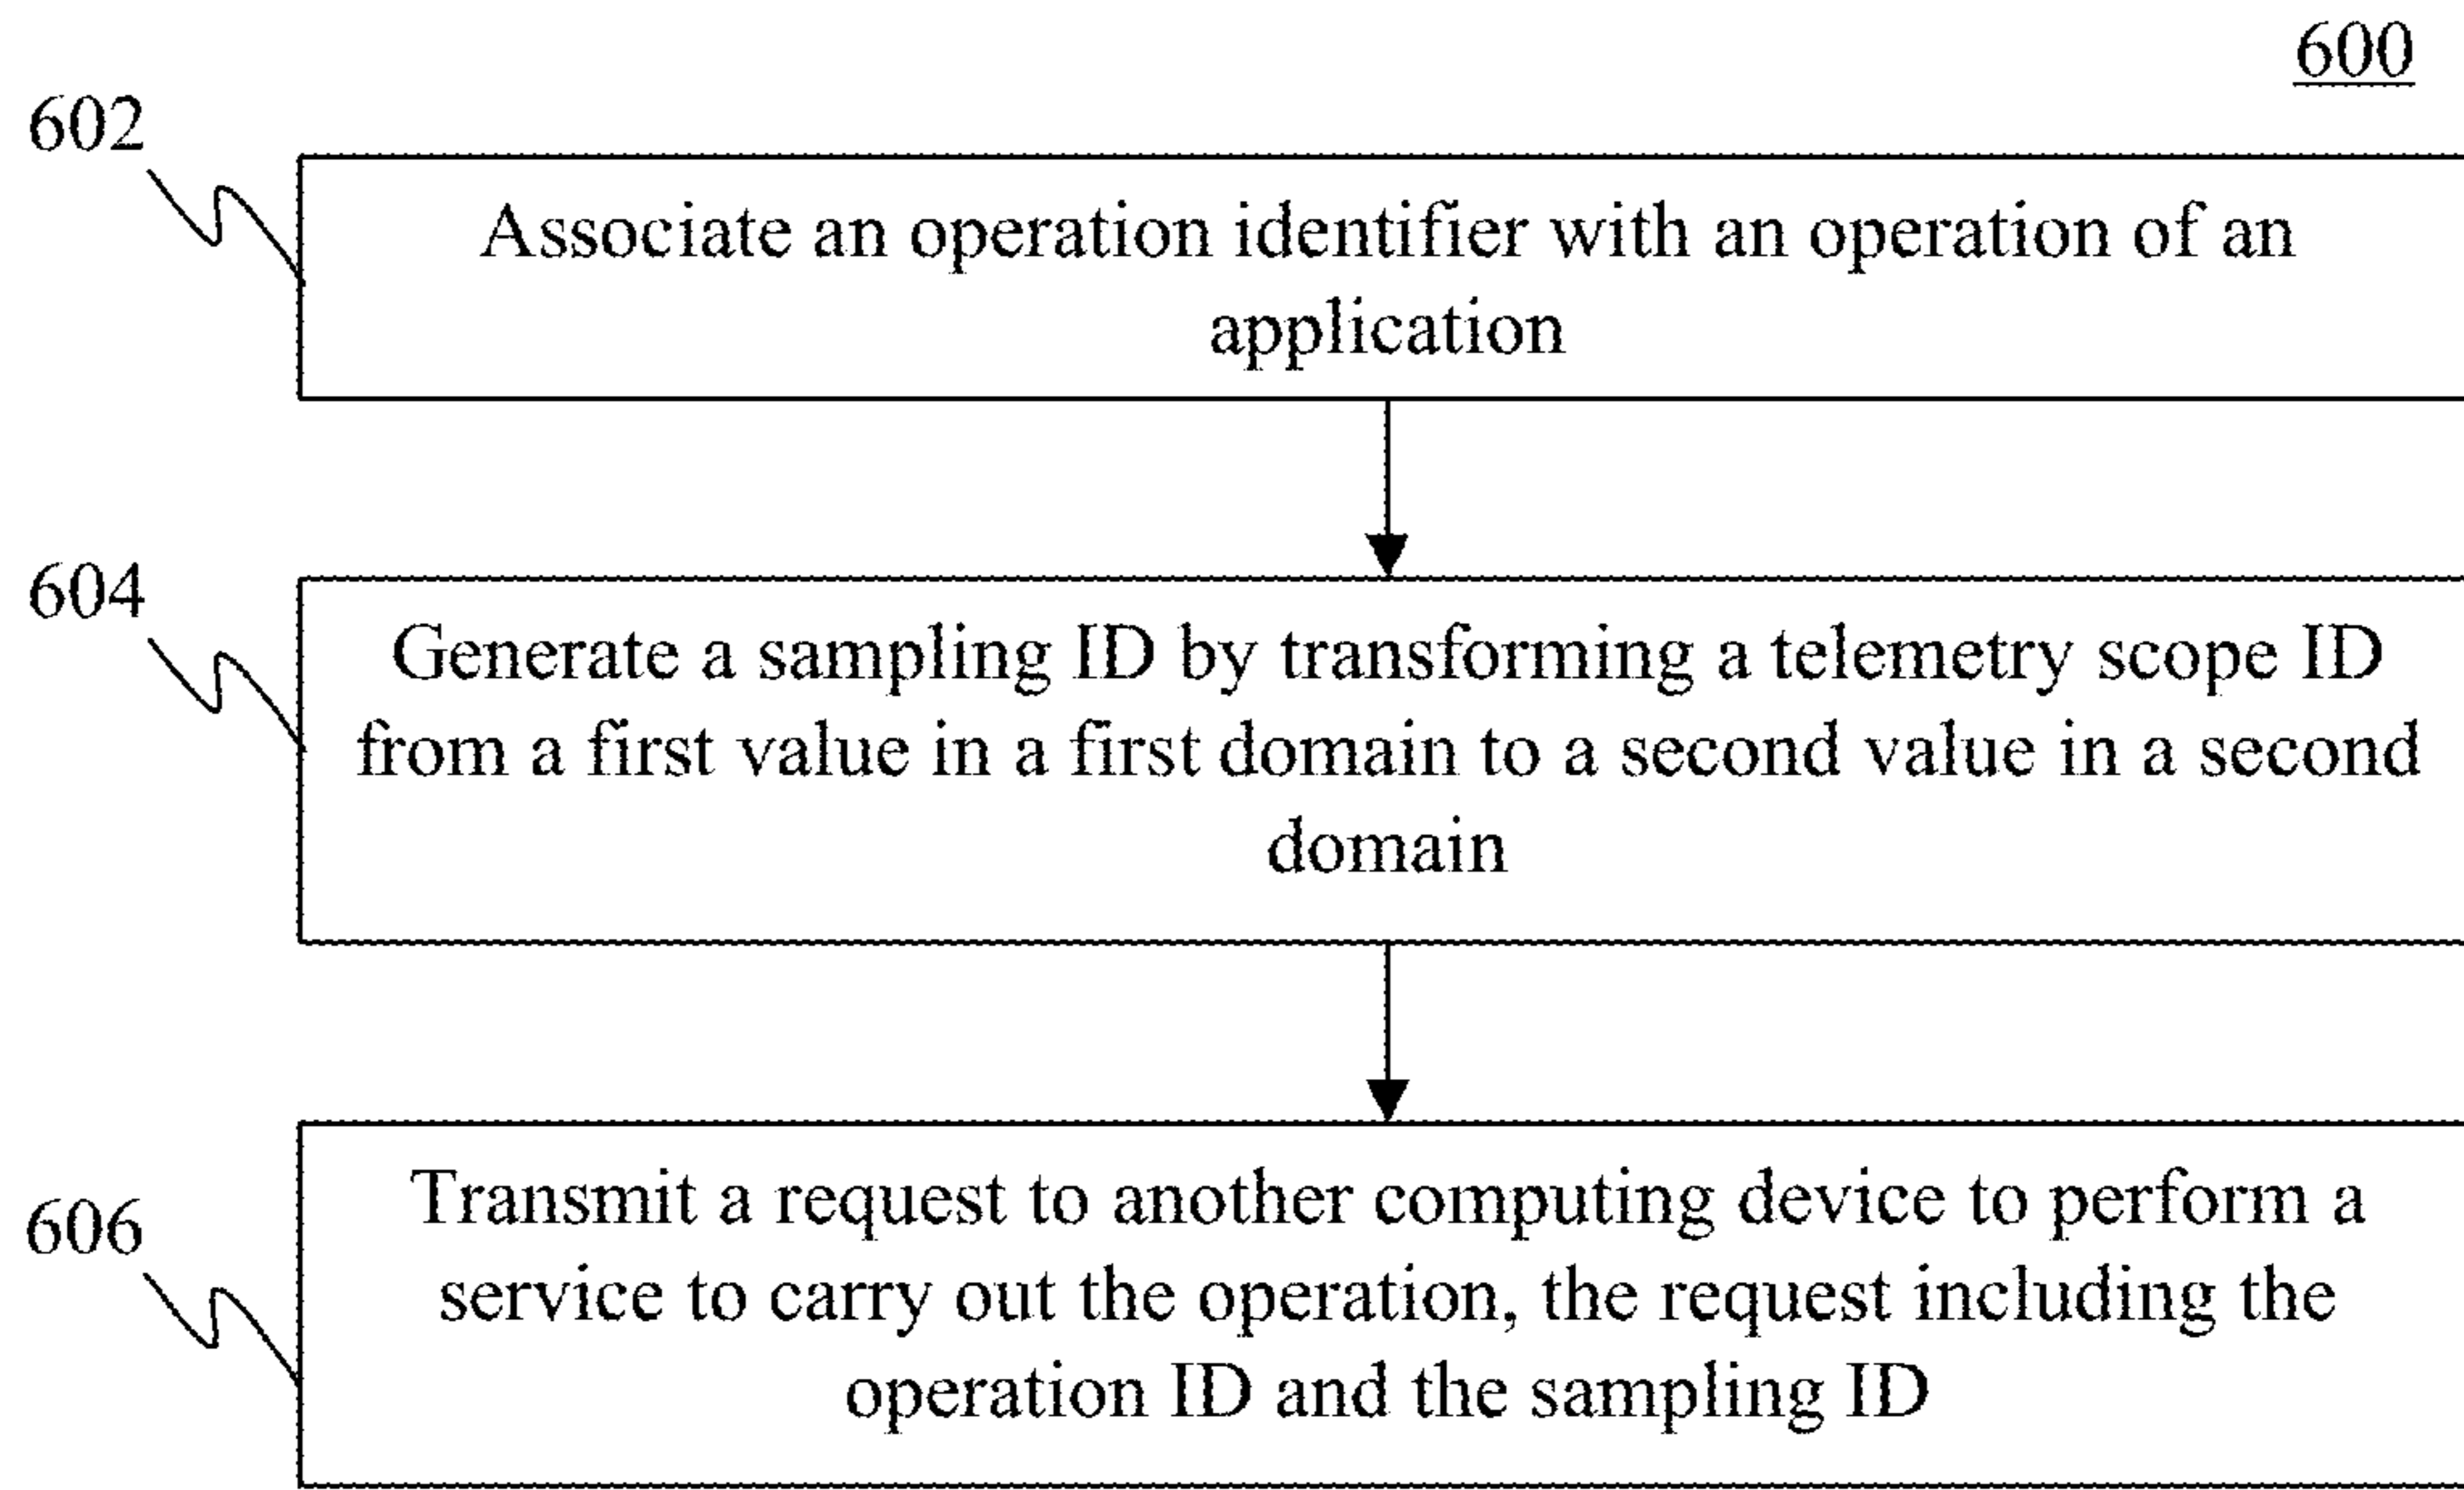 600
602
Associate an operation identifier with an operation of an
application
604
Generate a sampling ID by transforming a telemetry scope ID
from a first value in a first domain to a second value in a second
domain
606
Transmit a request to another computing device to perform a
service to carry out the operation, the request including the
operation ID and the sampling ID